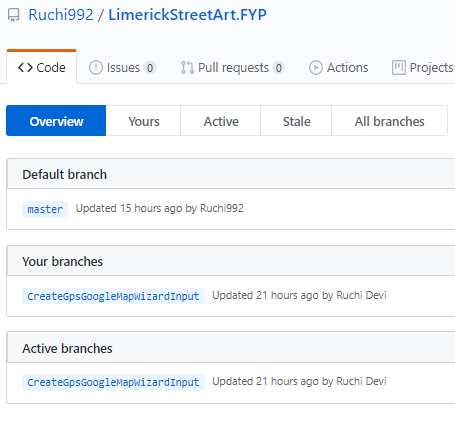 Ruchi992 / LimerickStreetArt.FYP
Code Issues 0 Pull requests 0 Actions Projects
Overview Yours Active Stale All branches
Default branch
master Updated 15 hours ago by Ruchi992
Your branches
CreateGpsGoogleMapWizardInput Updated 21 hours ago by Ruchi Devi
Active branches
CreateGpsGoogleMapWizardInput Updated 21 hours ago by Ruchi Devi